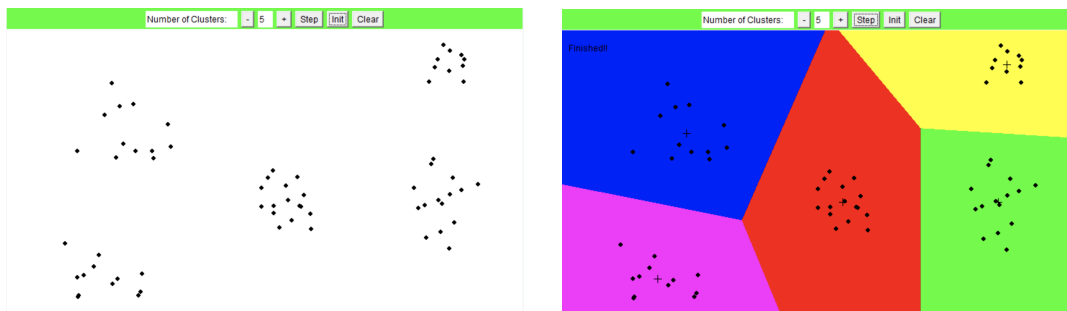 Number of Clusters: - 5 + Step Init Clear
Number of Clusters: - 5 + Step Init Clear
Finished!!